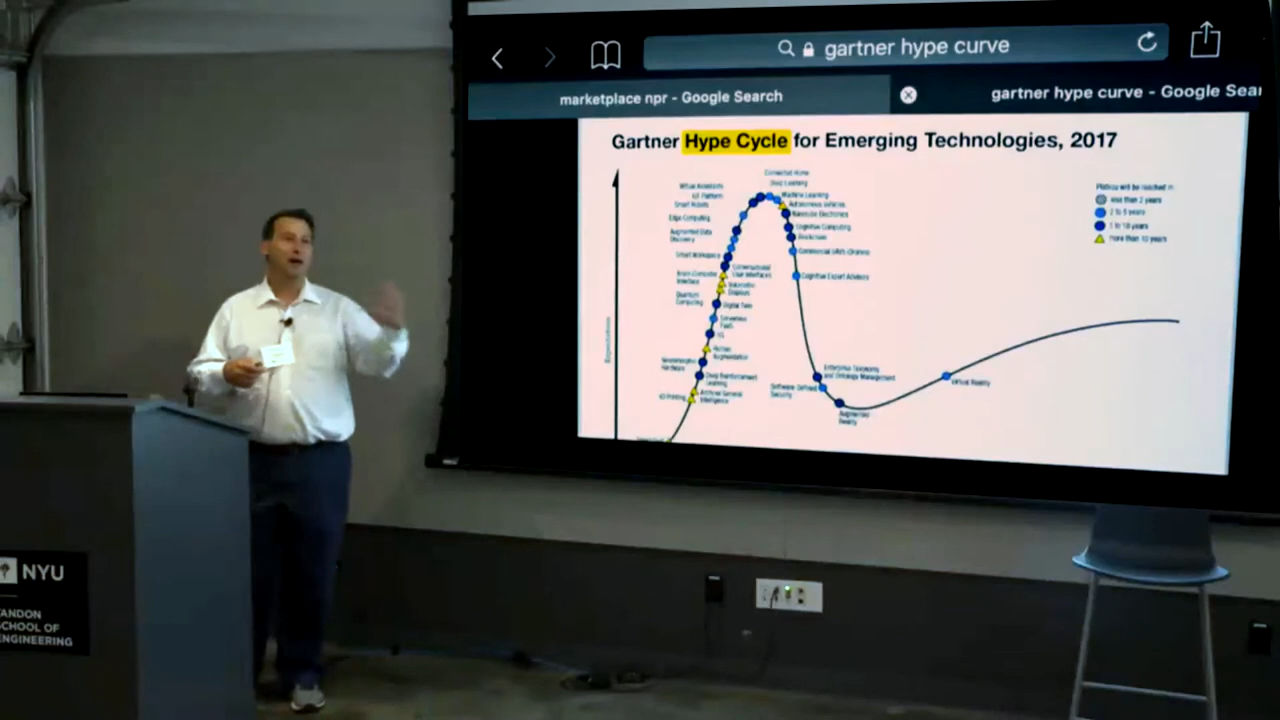 gartner hype curve
marketplace npr - Google Search
gartner hype curve - Google Sear
Gartner Hype Cycle for Emerging Technologies, 2017
Connected Home
Deep Learning
Virtual Assistants
IoT Platform
Machine Learning
Smart Robots
Autonomous Vehicles
Nanotube Electronics
Edge Computing
Cognitive Computing
Augmented Data
Discovery
Blockchain
Commercial UAVs (Drones)
Smart Workspace
Conversational
User Interfaces
Brain-Computer
Interface
Cognitive Expert Advisors
Volumetric
Displays
Quantum
Computing
Digital Twin
Serverless
PaaS
5G
Human
Augmentation
Neuromorphic
Hardware
Deep Reinforcement
Learning
Artificial General
Intelligence
4D Printing
Enterprise Taxonomy
and Ontology Management
Software-Defined
Security
Augmented
Reality
Virtual Reality
Expectations
Plateau will be reached in
less than 2 years
2 to 5 years
5 to 10 years
more than 10 years
NYU
TANDON
SCHOOL OF
ENGINEERING